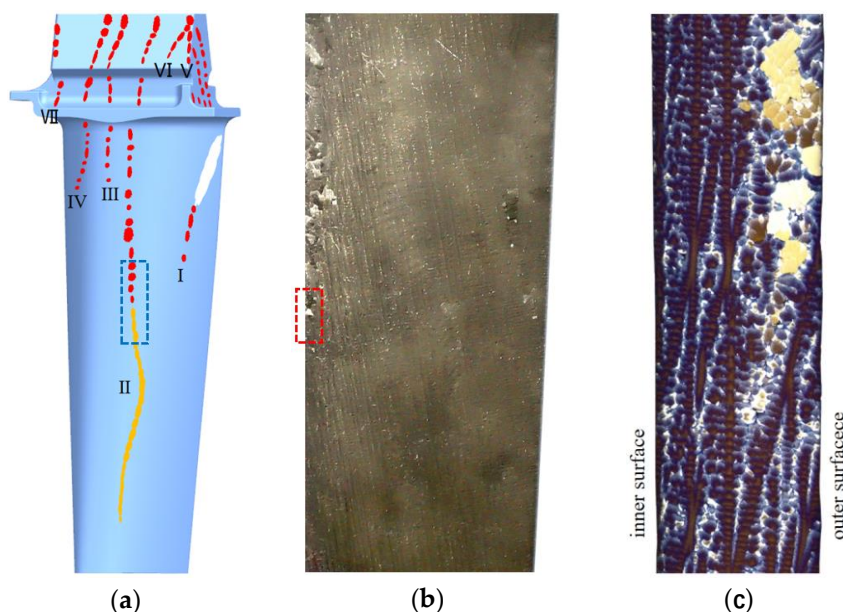 VI V
VII
IV
III
I
II
inner surface
outer surfacece
(a)
(b)
(c)